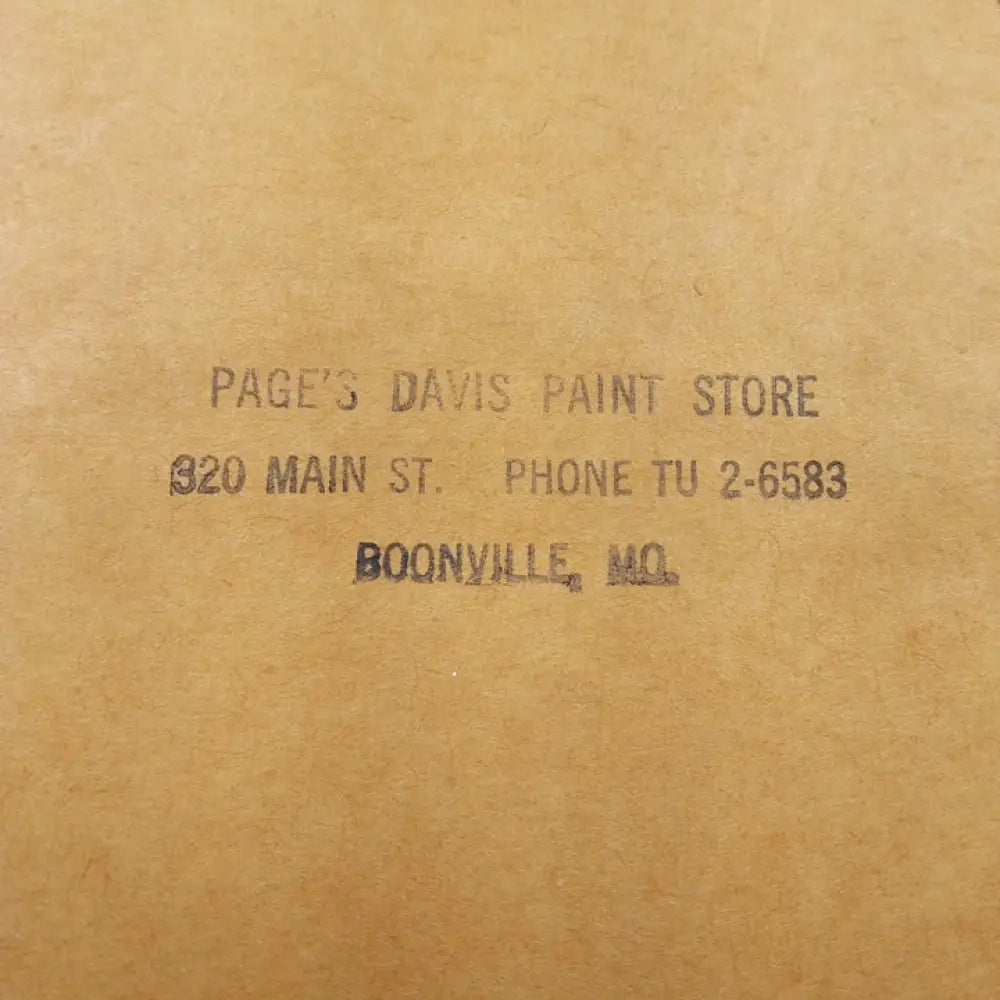 PAGE'S DAVIS PAINT STORE
320 MAIN ST. PHONE TU 2-6583
BOONVILLE, MO.